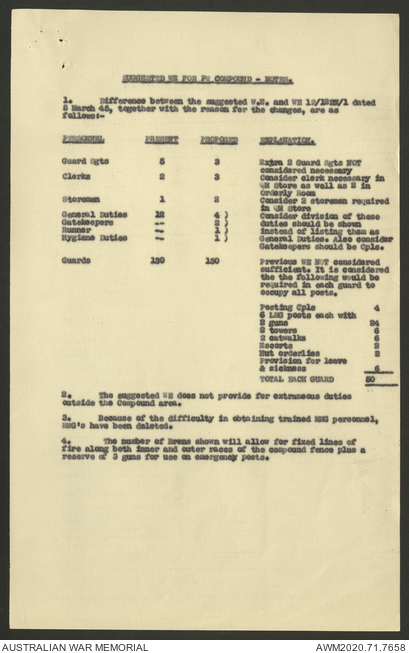 SUGGESTED WE FOR PW COMPOUND - NOTES.
1. Difference between the suggested W.E. and WE dated
8 March 45, together with the reason for the changes, are as
follows:-
PERSONNEL PRESENT PROPOSED EXPLANATION.
Guard Sgts 5 3 Extra 2 Guard Sgts NOT
considered necessary
Clerks 2 3 Consider clerk necessary in
QM Store as well as 2 in
Orderly Room
Storemen 1 2 Consider 2 storemen required
in QM Store
General Duties 12 4 ) Consider division of these
Gatekeepers — 2 ) duties should be shown
Runner — 1 ) instead of listing them as
Hygiene Duties — 1 ) General Duties. Also consider
Gatekeepers should be Cpls.
Guards 130 150 Previous WE NOT considered
sufficient. It is considered
the the following would be
required in each guard to
occupy all posts.
Posting Cpls 4
6 LMG posts each with
2 guns 24
2 towers 6
2 catwalks 6
Escorts 2
Hut orderlies 2
Provision for leave
& sickness 6
TOTAL EACH GUARD 50
2. The suggested WE does not provide for extraneous duties
outside the Compound area.
3. Because of the difficulty in obtaining trained MMG personnel,
MMG's have been deleted.
4. The number of Brens shown will allow for fixed lines of
fire along both inner and outer races of the compound fence plus a
reserve of 3 guns for use on emergency posts.
AUSTRALIAN WAR MEMORIAL AWM2020.71.7658